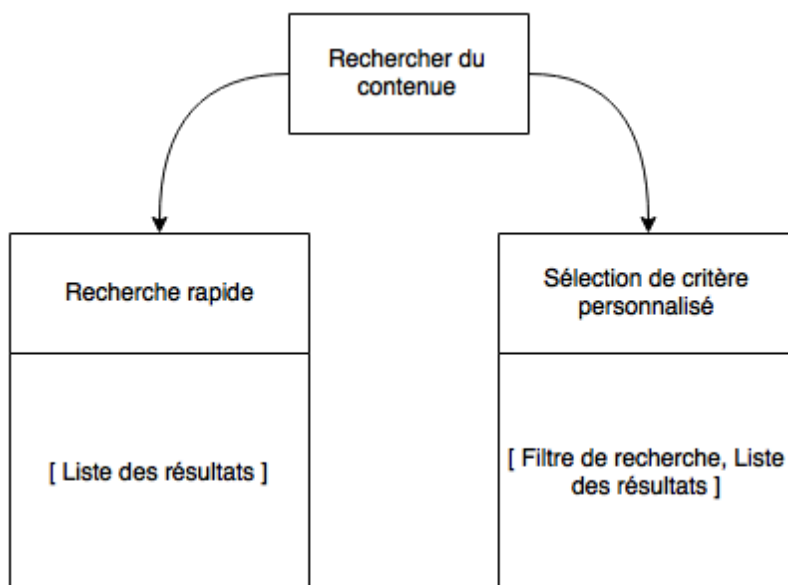 Rechercher du
contenue
Recherche rapide
Sélection de critère
personnalisé
[ Liste des résultats ]
[ Filtre de recherche, Liste
des résultats ]